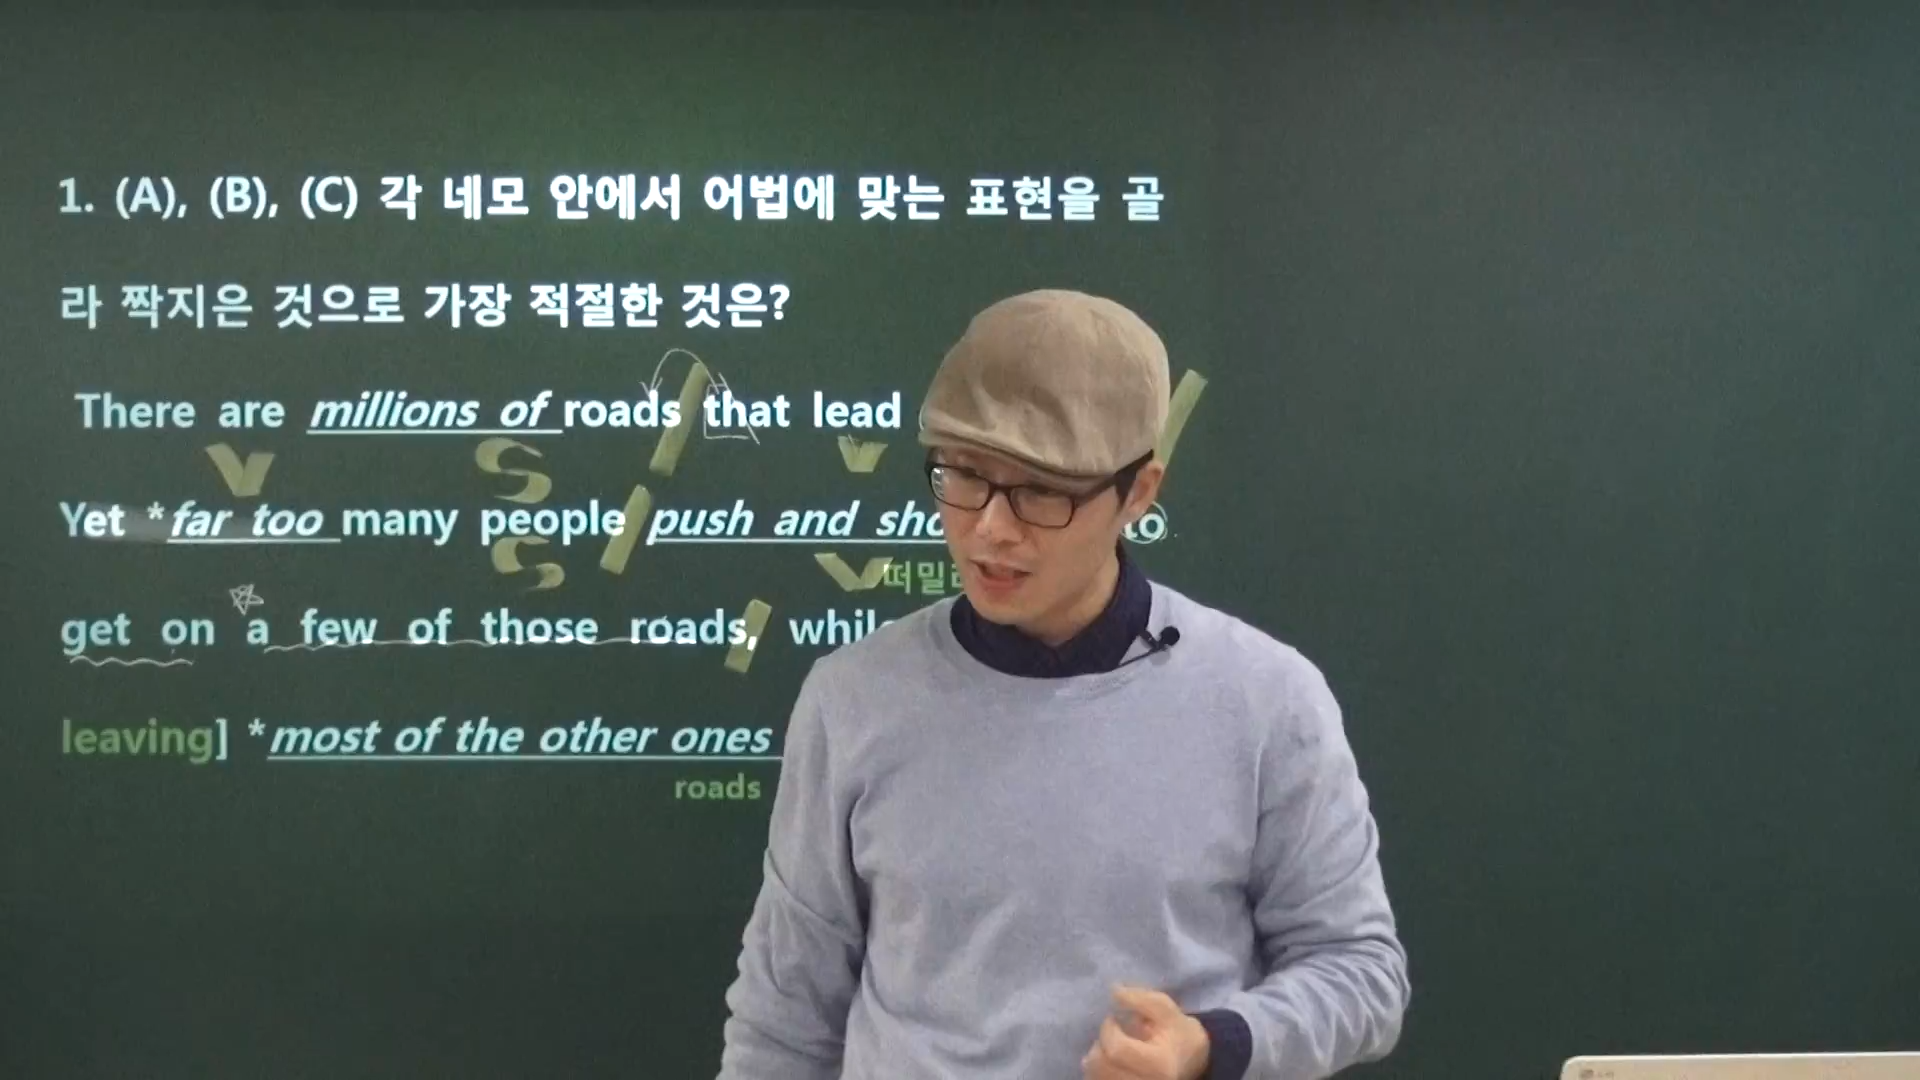 1. (A), (B), (C) 각 네모 안에서 어법에 맞는 표현을 골
라 짝지은 것으로 가장 적절한 것은?
There are millions of roads that lead
V S V
Yet *far too many people push and to
S V 떠밀
get on a few of those roads,
leaving] *most of the other ones
roads